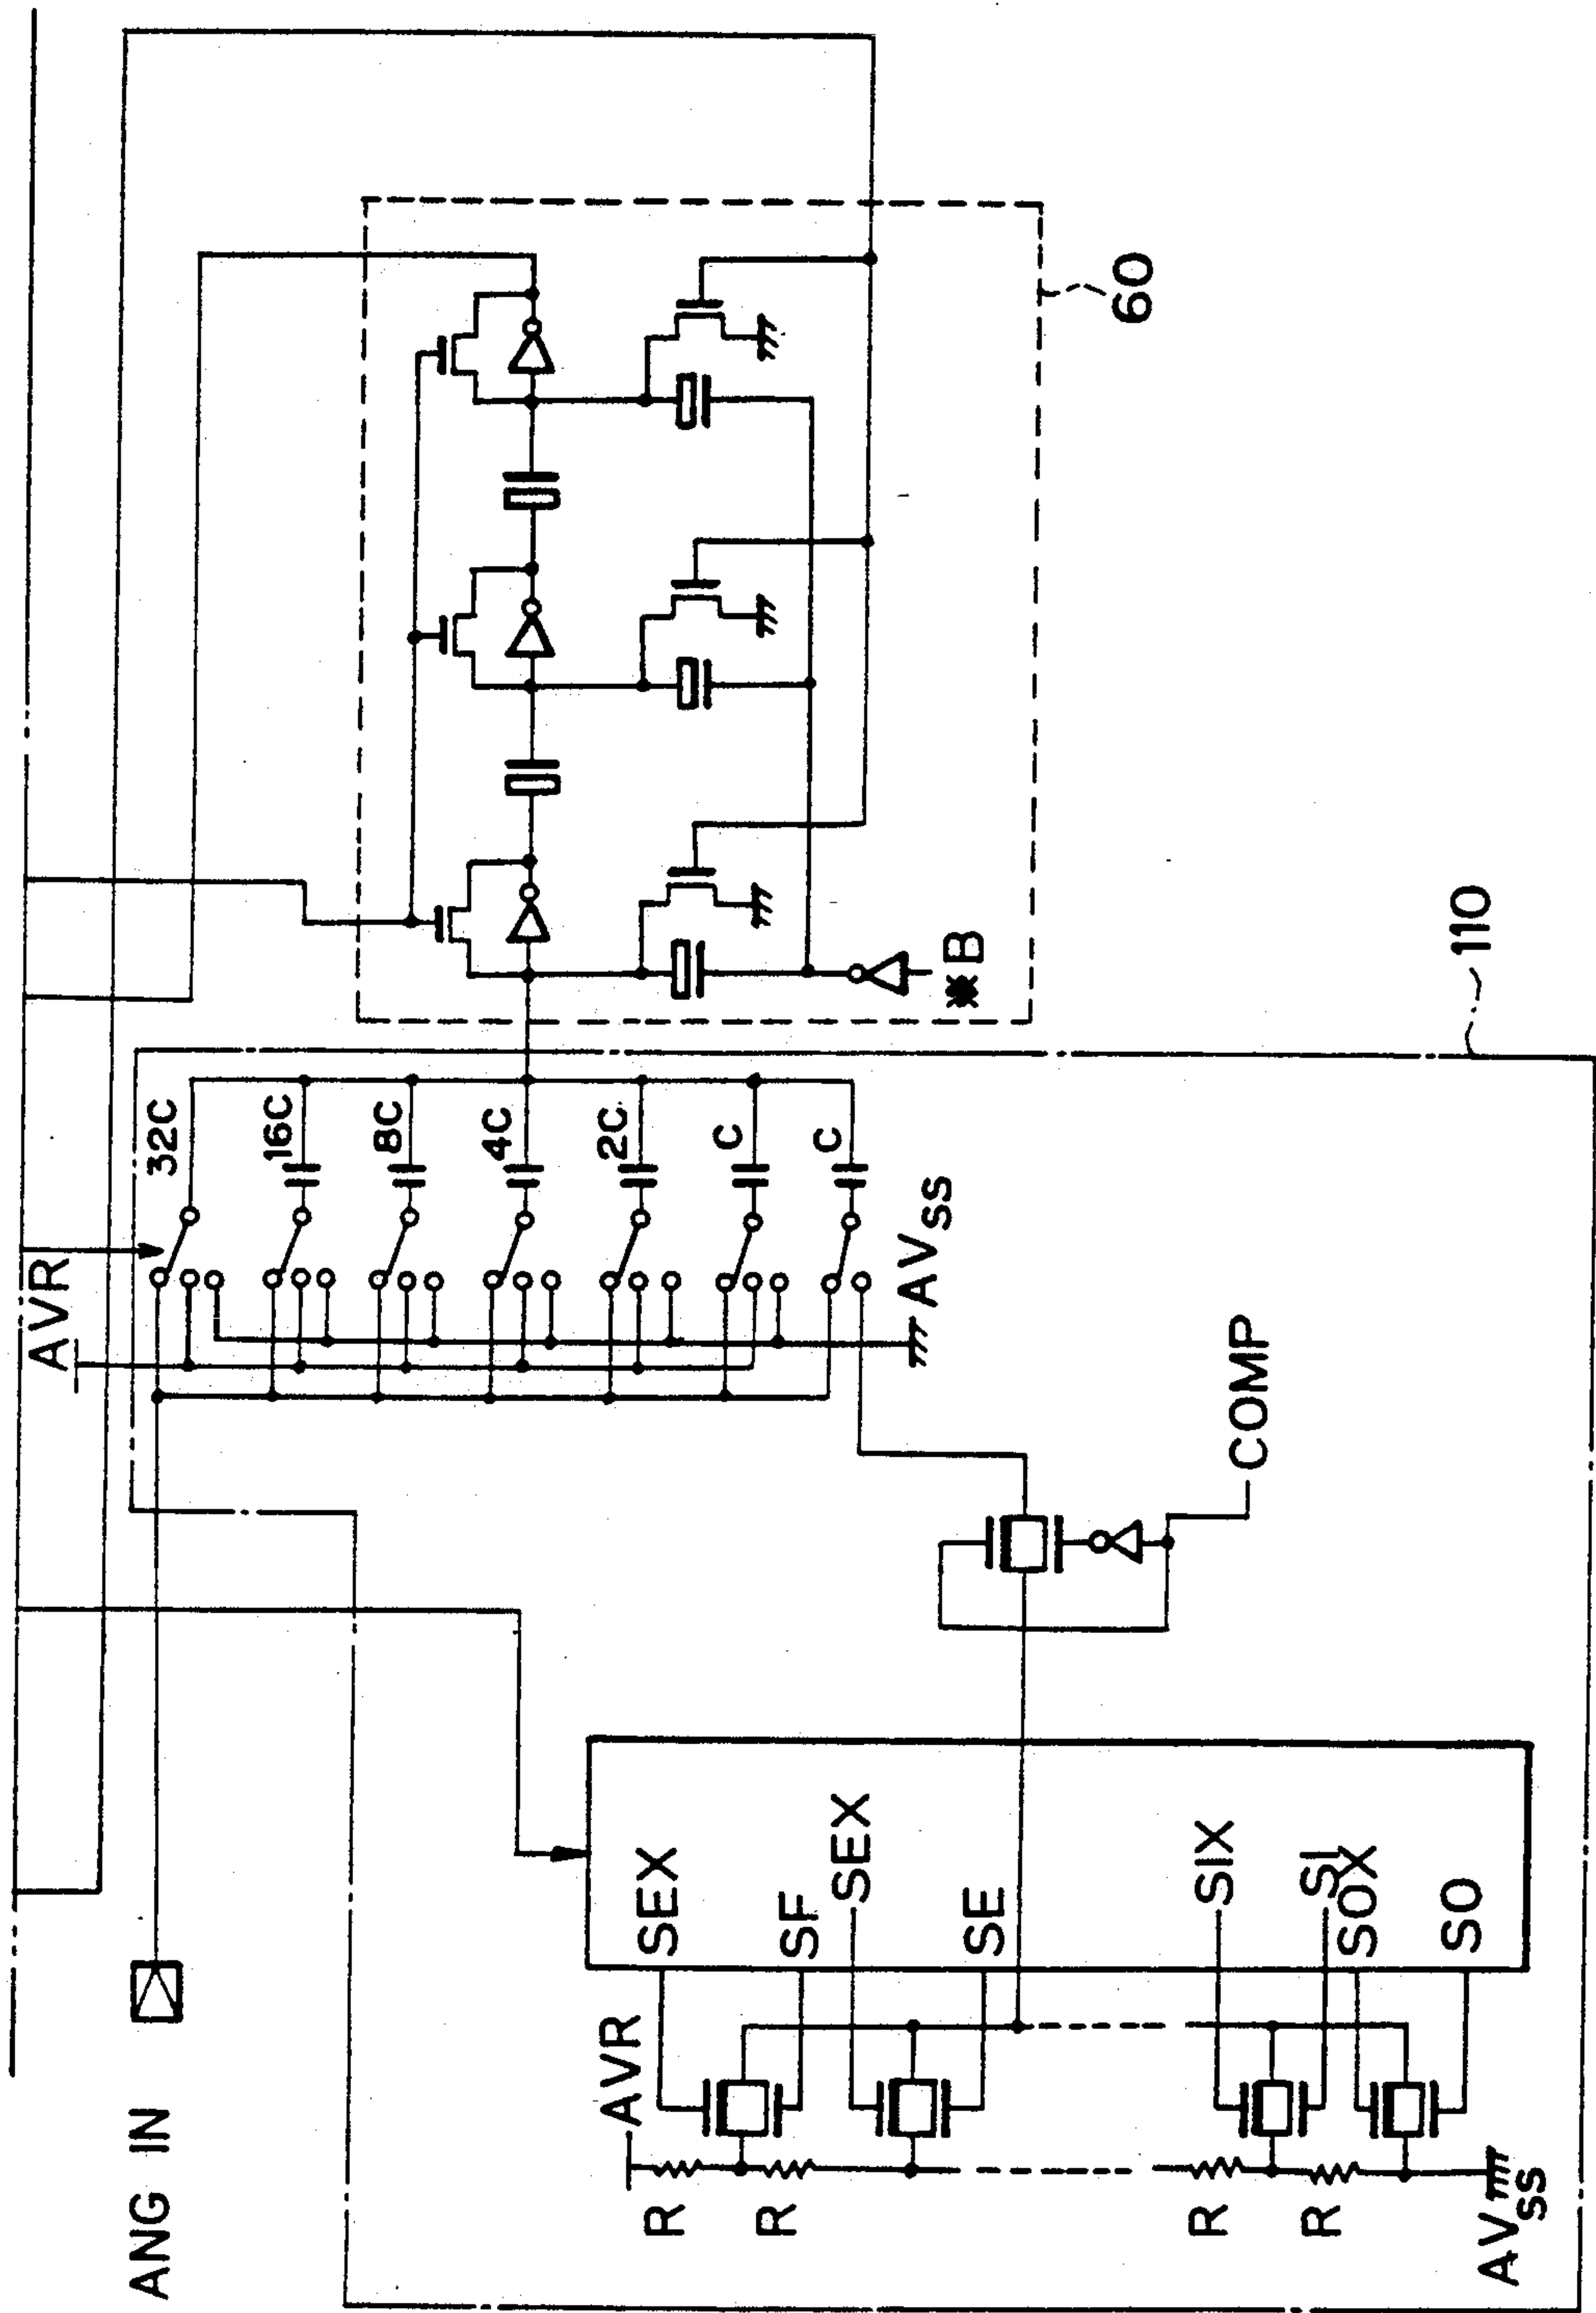 ANG IN
AVR
32C
16C
8C
4C
2C
C
C
AVSS
60
※B
110
COMP
AVR
SEX
SF
SEX
SE
SIX
SI
SOX
SO
R
R
R
R
AVSS